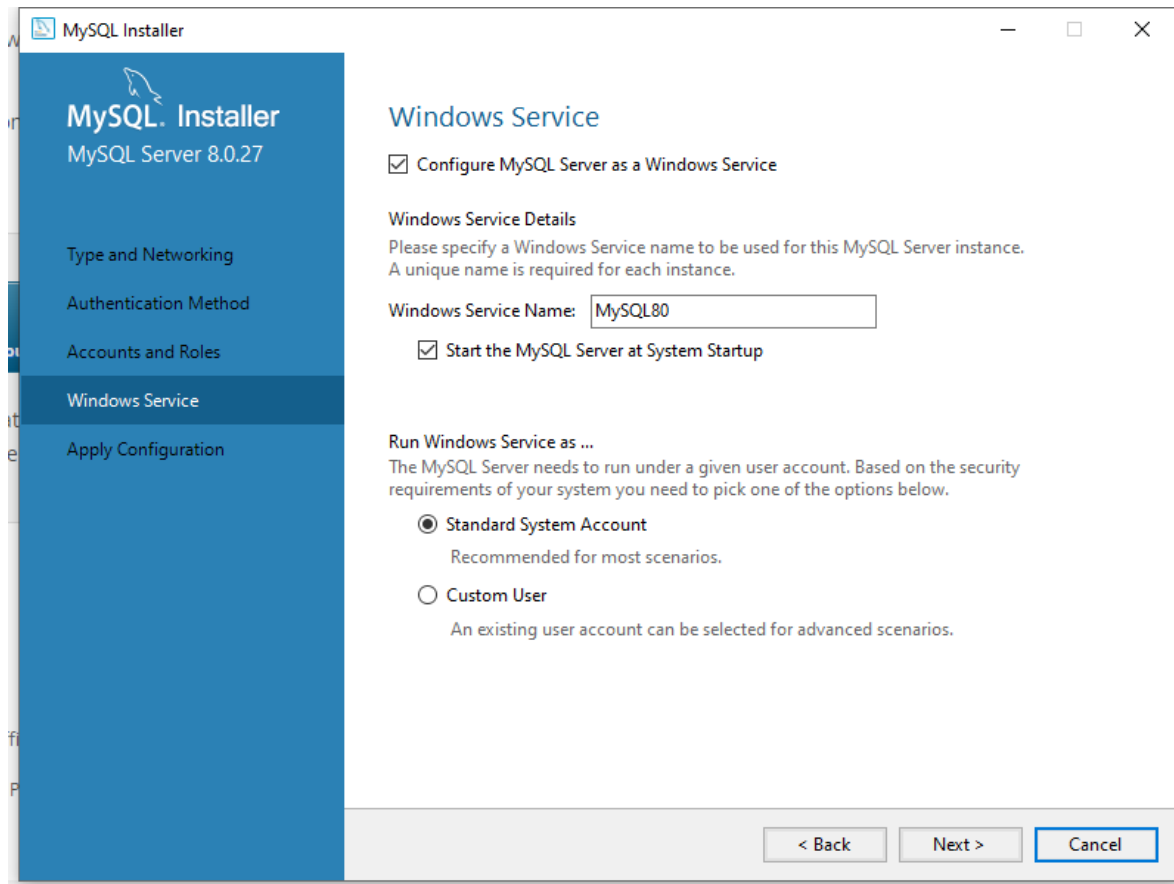 MySQL Installer
MySQL. Installer
MySQL Server 8.0.27
Type and Networking
Authentication Method
Accounts and Roles
Windows Service
Apply Configuration
Windows Service
Configure MySQL Server as a Windows Service
Windows Service Details
Please specify a Windows Service name to be used for this MySQL Server instance.
A unique name is required for each instance.
Windows Service Name: MySQL80
Start the MySQL Server at System Startup
Run Windows Service as ...
The MySQL Server needs to run under a given user account. Based on the security
requirements of your system you need to pick one of the options below.
Standard System Account
Recommended for most scenarios.
Custom User
An existing user account can be selected for advanced scenarios.
< Back Next > Cancel